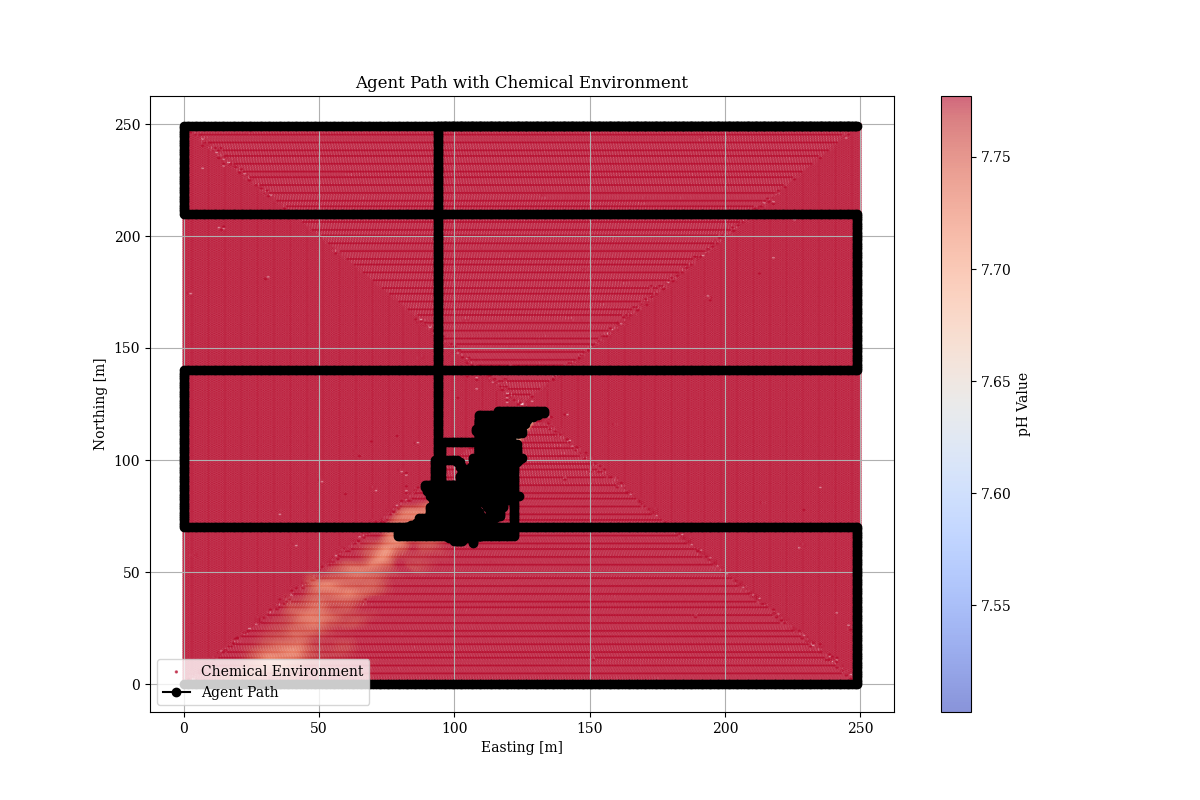 Agent Path with Chemical Environment
250
200
150
100
50
0
Northing [m]
0
50
100
150
200
250
Easting [m]
Chemical Environment
Agent Path
7.75
7.70
7.65
7.60
7.55
pH Value